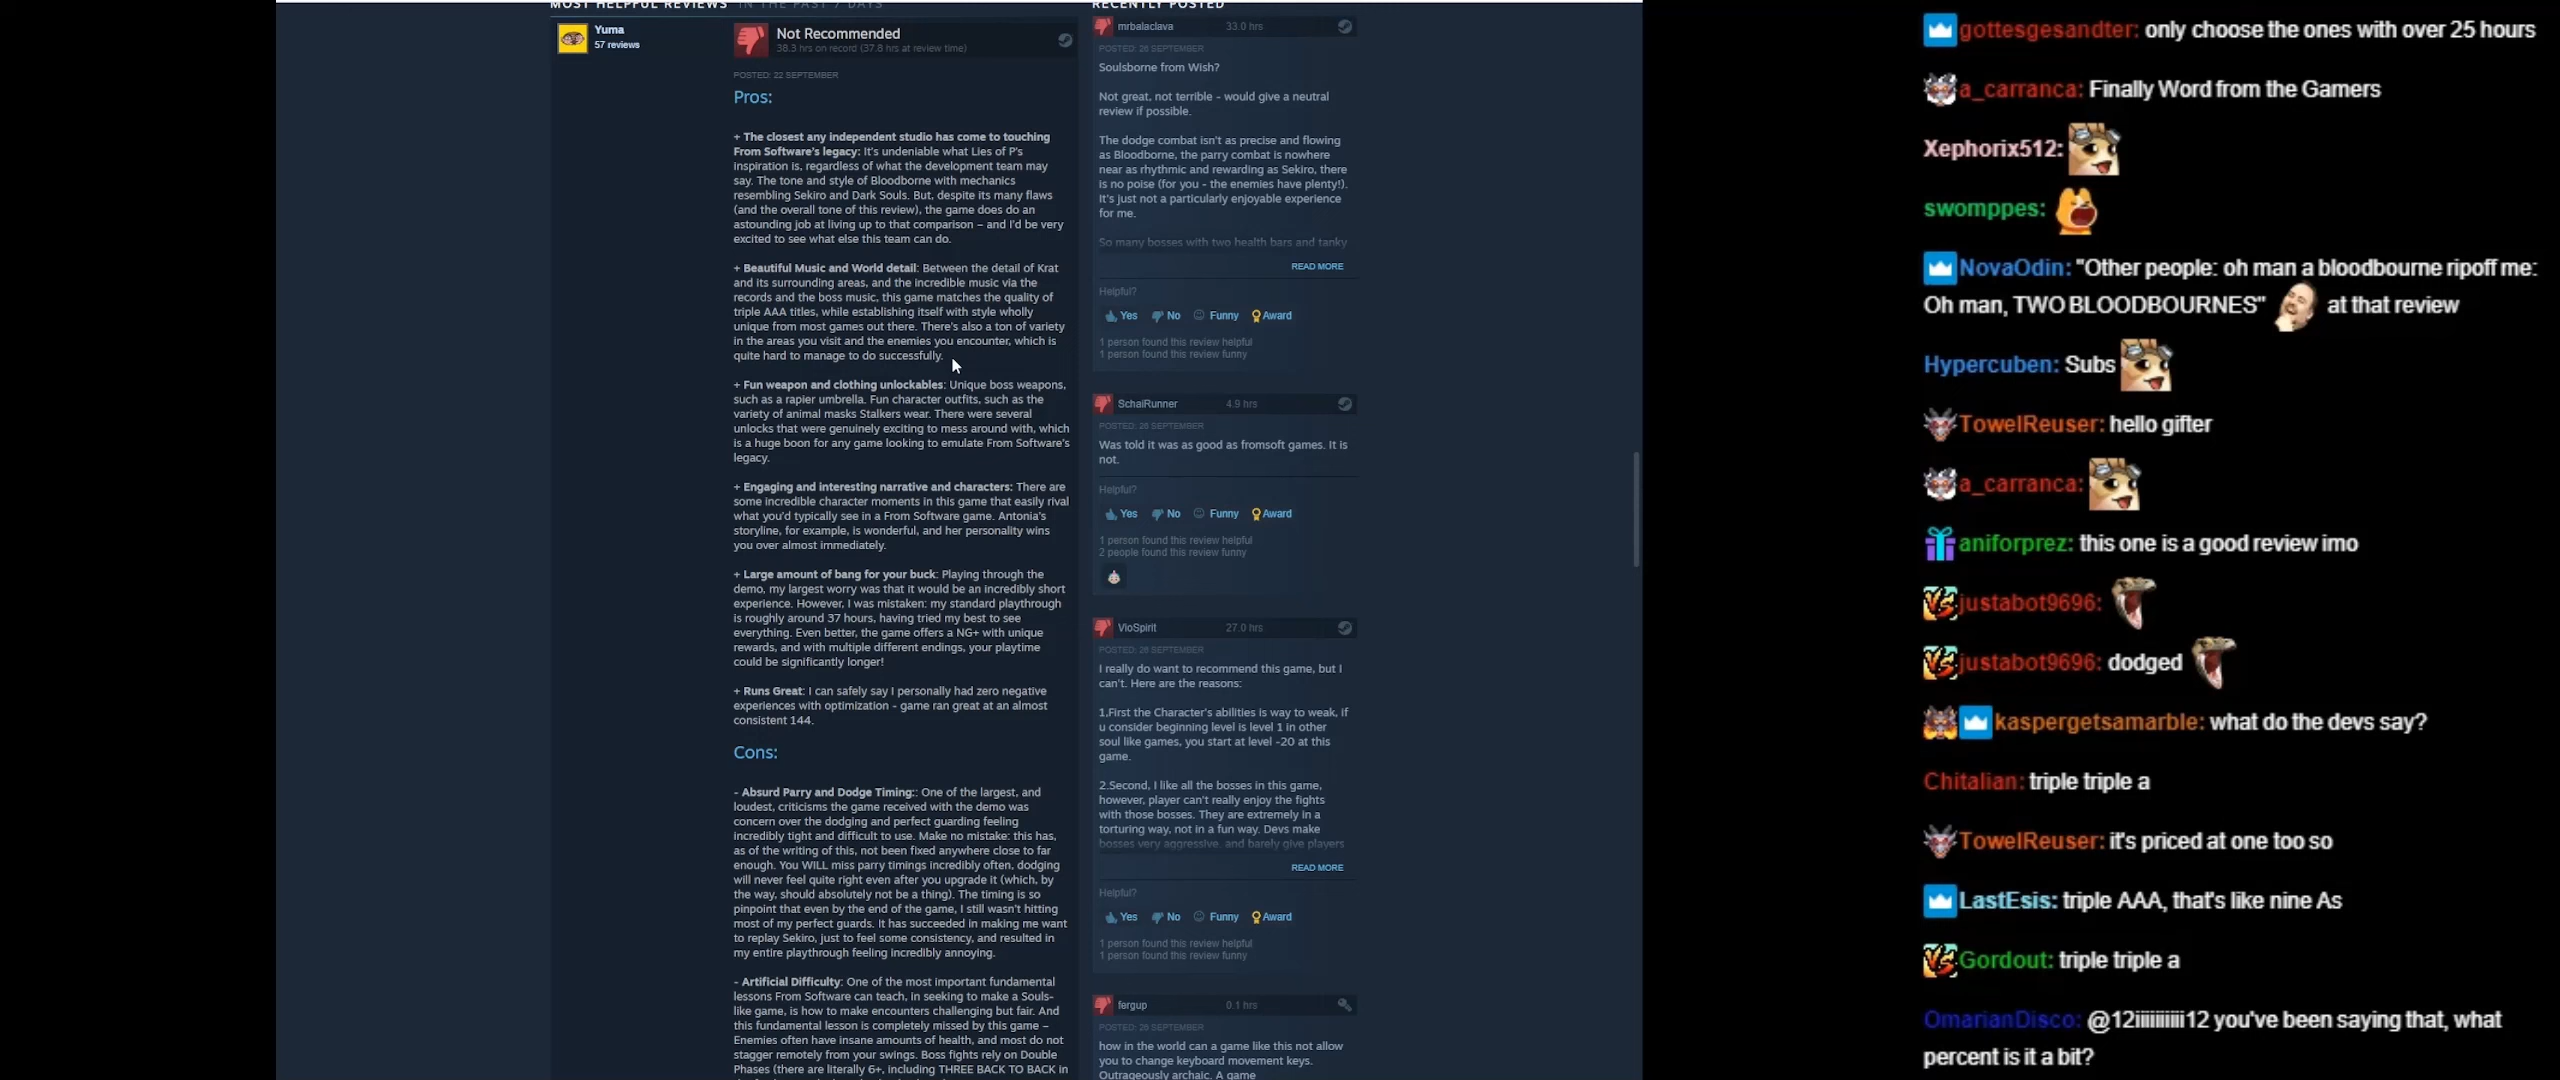 MOST HELPFUL REVIEWS IN THE PAST 7 DAYS
Yuma
57 reviews
Not Recommended
38.3 hrs on record (37.8 hrs at review time)
POSTED: 22 SEPTEMBER
Pros:
+ The closest any independent studio has come to touching
From Software's legacy: It's undeniable what Lies of P's
inspiration is, regardless of what the development team may
say. The tone and style of Bloodborne with mechanics
resembling Sekiro and Dark Souls. But, despite its many flaws
(and the overall tone of this review), the game does do an
astounding job at living up to that comparison – and I'd be very
excited to see what else this team can do.
+ Beautiful Music and World detail: Between the detail of Krat
and its surrounding areas, and the incredible music via the
records and the boss music, this game matches the quality of
triple AAA titles, while establishing itself with style wholly
unique from most games out there. There's also a ton of variety
in the areas you visit and the enemies you encounter, which is
quite hard to manage to do successfully.
+ Fun weapon and clothing unlockables: Unique boss weapons,
such as a rapier umbrella. Fun character outfits, such as the
variety of animal masks Stalkers wear. There were several
unlocks that were genuinely exciting to mess around with, which
is a huge boon for any game looking to emulate From Software's
legacy.
+ Engaging and interesting narrative and characters: There are
some incredible character moments in this game that easily rival
what you'd typically see in a From Software game. Antonia's
storyline, for example, is wonderful, and her personality wins
you over almost immediately.
+ Large amount of bang for your buck: Playing through the
demo, my largest worry was that it would be an incredibly short
experience. However, I was mistaken: my standard playthrough
is roughly around 37 hours, having tried my best to see
everything. Even better, the game offers a NG+ with unique
rewards, and with multiple different endings, your playtime
could be significantly longer!
+ Runs Great: I can safely say I personally had zero negative
experiences with optimization - game ran great at an almost
consistent 144.
Cons:
- Absurd Parry and Dodge Timing:: One of the largest, and
loudest, criticisms the game received with the demo was
concern over the dodging and perfect guarding feeling
incredibly tight and difficult to use. Make no mistake: this has,
as of the writing of this, not been fixed anywhere close to far
enough. You WILL miss parry timings incredibly often, dodging
will never feel quite right even after you upgrade it (which, by
the way, should absolutely not be a thing). The timing is so
pinpoint that even by the end of the game, I still wasn't hitting
most of my perfect guards. It has succeeded in making me want
to replay Sekiro, just to feel some consistency, and resulted in
my entire playthrough feeling incredibly annoying.
- Artificial Difficulty: One of the most important fundamental
lessons From Software can teach, in seeking to make a Souls-
like game, is how to make encounters challenging but fair. And
this fundamental lesson is completely missed by this game –
Enemies often have insane amounts of health, and most do not
stagger remotely from your swings. Boss fights rely on Double
Phases (there are literally 6+, including THREE BACK TO BACK in
RECENTLY POSTED
mrbalaclava 33.0 hrs
POSTED: 26 SEPTEMBER
Soulsborne from Wish?
Not great, not terrible - would give a neutral
review if possible.
The dodge combat isn't as precise and flowing
as Bloodborne, the parry combat is nowhere
near as rhythmic and rewarding as Sekiro, there
is no poise (for you - the enemies have plenty!).
It's just not a particularly enjoyable experience
for me.
So many bosses with two health bars and tanky
READ MORE
Helpful?
Yes No Funny Award
1 person found this review helpful
1 person found this review funny
SchaiRunner 4.9 hrs
POSTED: 26 SEPTEMBER
Was told it was as good as fromsoft games. It is
not.
Helpful?
Yes No Funny Award
1 person found this review helpful
2 people found this review funny
VioSpirit 27.0 hrs
POSTED: 26 SEPTEMBER
I really do want to recommend this game, but I
can't. Here are the reasons:
1,First the Character's abilities is way to weak, if
u consider beginning level is level 1 in other
soul like games, you start at level -20 at this
game.
2.Second, I like all the bosses in this game,
however, player can't really enjoy the fights
with those bosses. They are extremely in a
torturing way, not in a fun way. Devs make
bosses very aggressive, and barely give players
READ MORE
Helpful?
Yes No Funny Award
1 person found this review helpful
1 person found this review funny
fergup 0.1 hrs
POSTED: 26 SEPTEMBER
how in the world can a game like this not allow
you to change keyboard movement keys.
Outrageously archaic. A game
gottesgesandter: only choose the ones with over 25 hours
a_carranca: Finally Word from the Gamers
Xephorix512:
swomppes:
NovaOdin: "Other people: oh man a bloodbourne ripoff me:
Oh man, TWO BLOODBOURNES" at that review
Hypercuben: Subs
TowelReuser: hello gifter
a_carranca:
aniforprez: this one is a good review imo
justabot9696:
justabot9696: dodged
kaspergetsamarble: what do the devs say?
Chitalian: triple triple a
TowelReuser: it's priced at one too so
LastEsis: triple AAA, that's like nine As
Gordout: triple triple a
OmarianDisco: @12iiiiiiiiii12 you've been saying that, what
percent is it a bit?